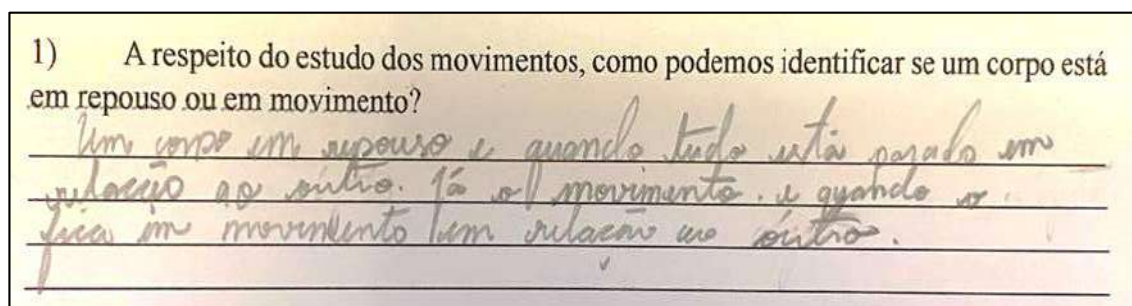 1) A respeito do estudo dos movimentos, como podemos identificar se um corpo está
em repouso ou em movimento?
Um corpo em repouso e quando tudo está parado em
relacção ao outro. Já o movimento. e quando
fica em movimento em relação ao outro.